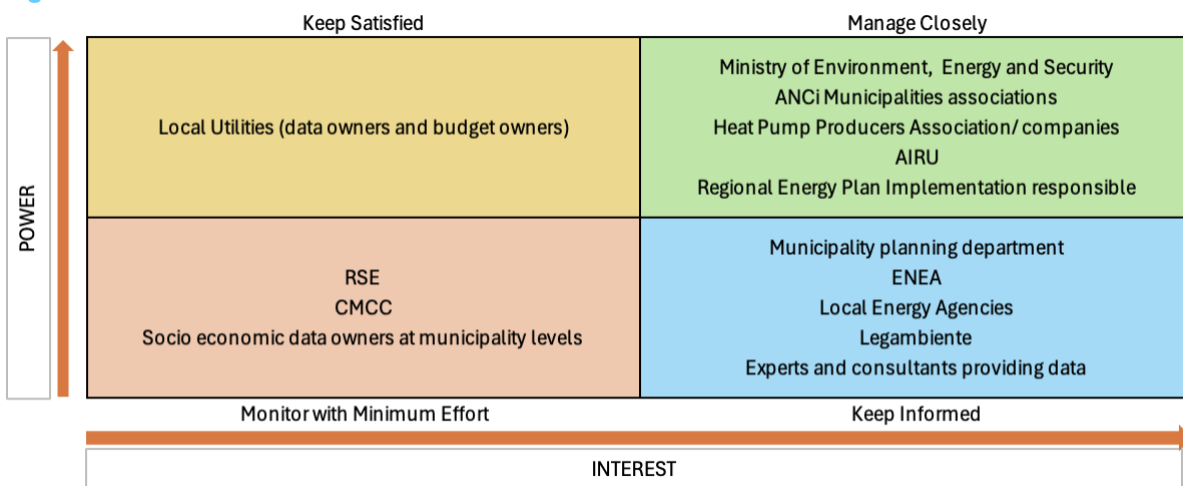 Keep Satisfied
Manage Closely
POWER
Local Utilities (data owners and budget owners)
Ministry of Environment, Energy and Security
ANCi Municipalities associations
Heat Pump Producers Association/ companies
AIRU
Regional Energy Plan Implementation responsible
RSE
CMCC
Socio economic data owners at municipality levels
Municipality planning department
ENEA
Local Energy Agencies
Legambiente
Experts and consultants providing data
Monitor with Minimum Effort
Keep Informed
INTEREST